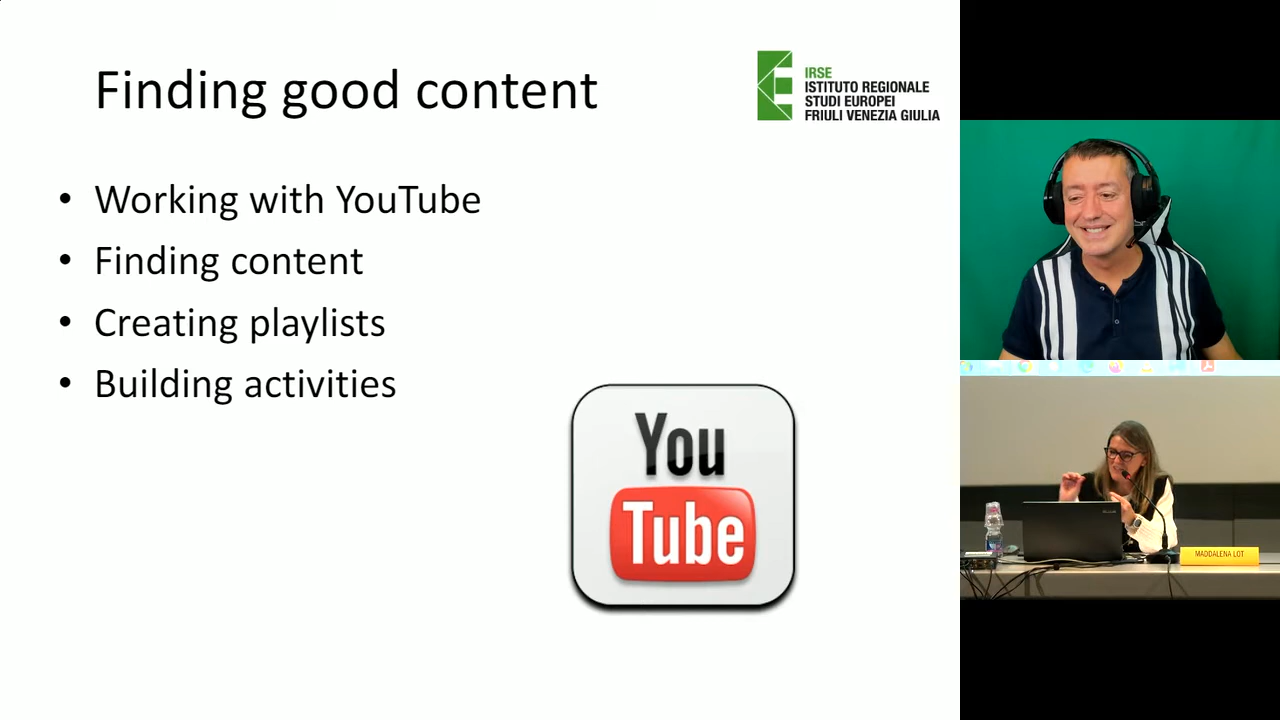 Finding good content
IRSE
ISTITUTO REGIONALE
STUDI EUROPEI
FRIULI VENEZIA GIULIA
• Working with YouTube
• Finding content
• Creating playlists
• Building activities
You
Tube
MADDALENA LOT